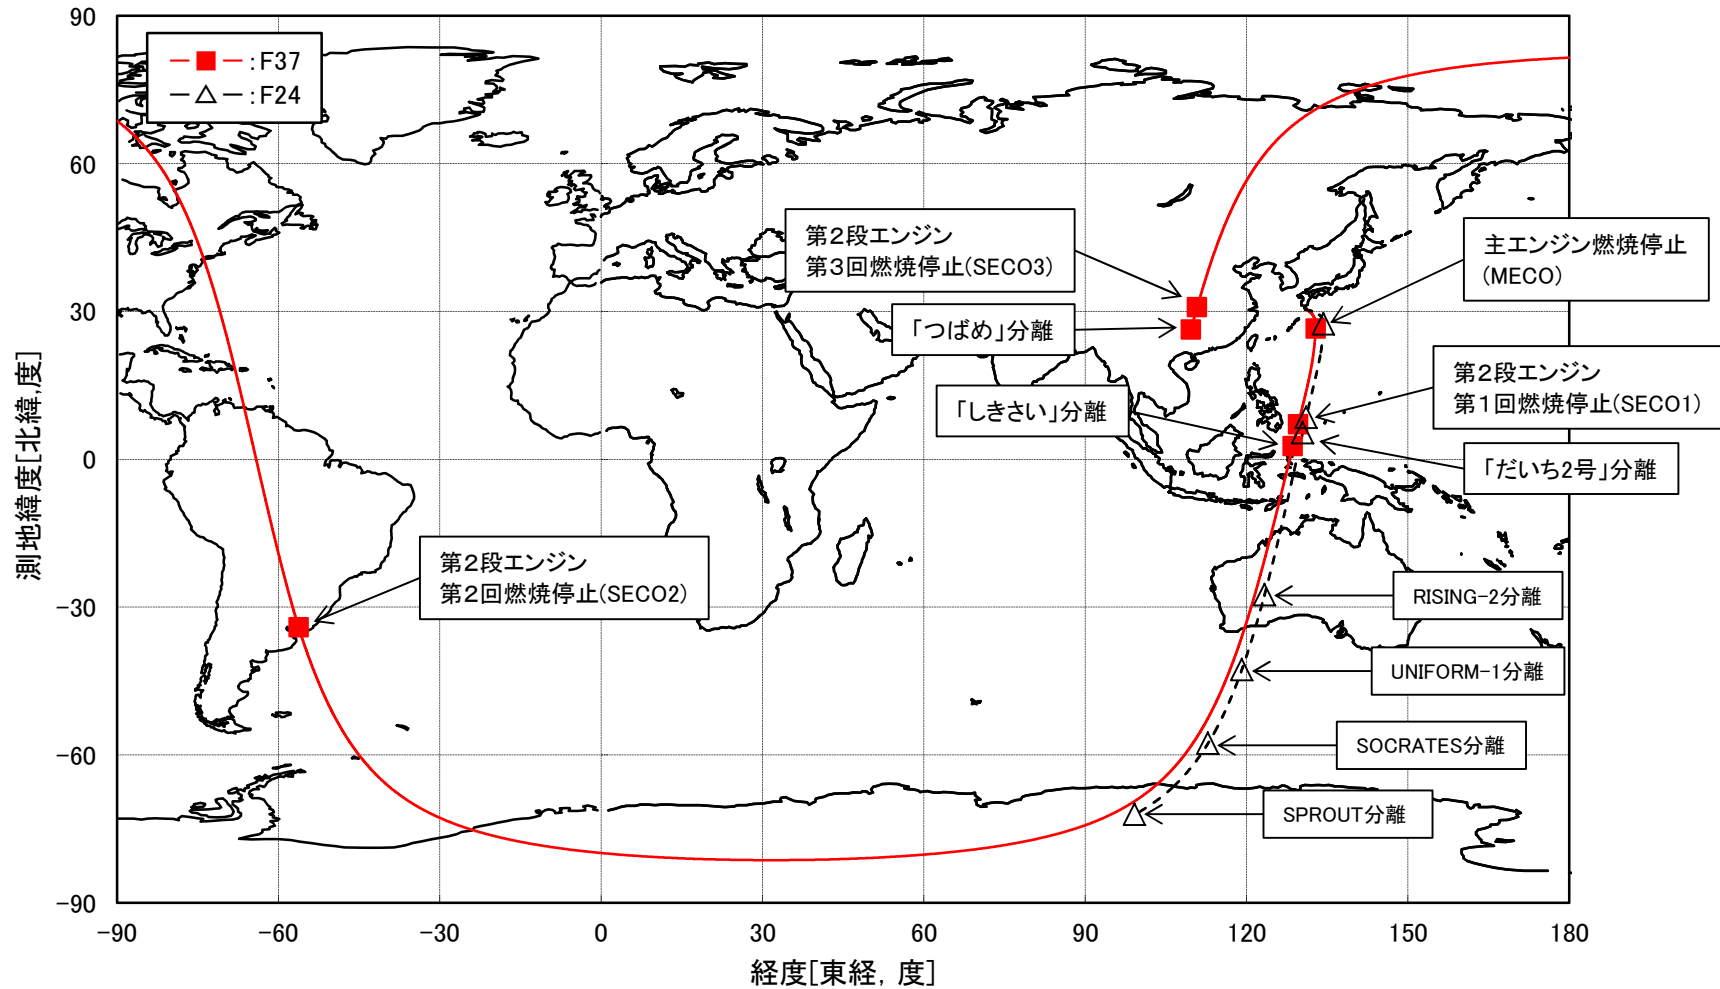 :F37
:F24
90
60
30
0
-30
-60
-90
測地緯度[北緯,度]
-90
-60
-30
0
30
60
90
120
150
180
経度[東経, 度]
第2段エンジン
第3回燃焼停止(SECO3)
主エンジン燃焼停止
(MECO)
「つばめ」分離
第2段エンジン
第1回燃焼停止(SECO1)
「しきさい」分離
「だいち2号」分離
第2段エンジン
第2回燃焼停止(SECO2)
RISING-2分離
UNIFORM-1分離
SOCRATES分離
SPROUT分離